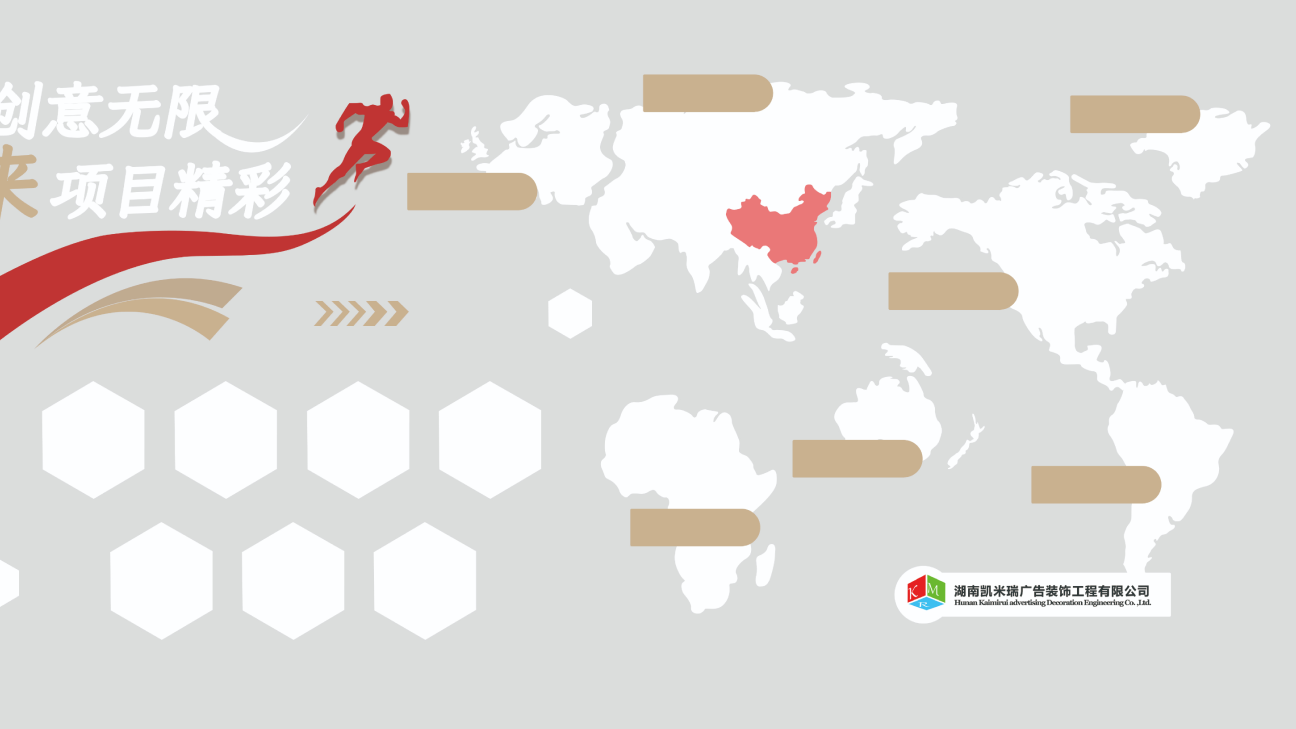 创意无限
来 项目精彩
湖南凯米瑞广告装饰工程有限公司
Hunan Kaimirui advertising Decoration Engineering Co. ,Ltd.
K M R